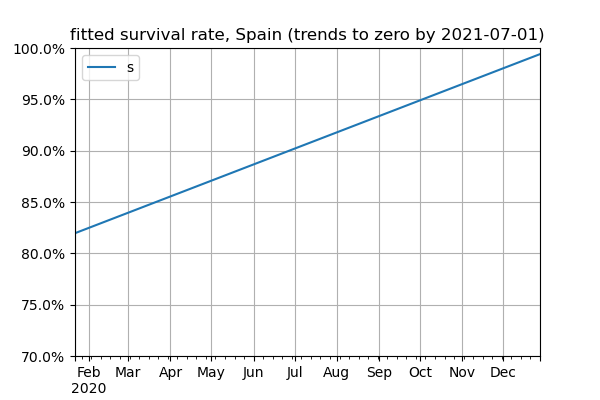 fitted survival rate, Spain (trends to zero by 2021-07-01)
100.0%
s
95.0%
90.0%
85.0%
80.0%
75.0%
70.0%
Feb Mar Apr May Jun Jul Aug Sep Oct Nov Dec
2020